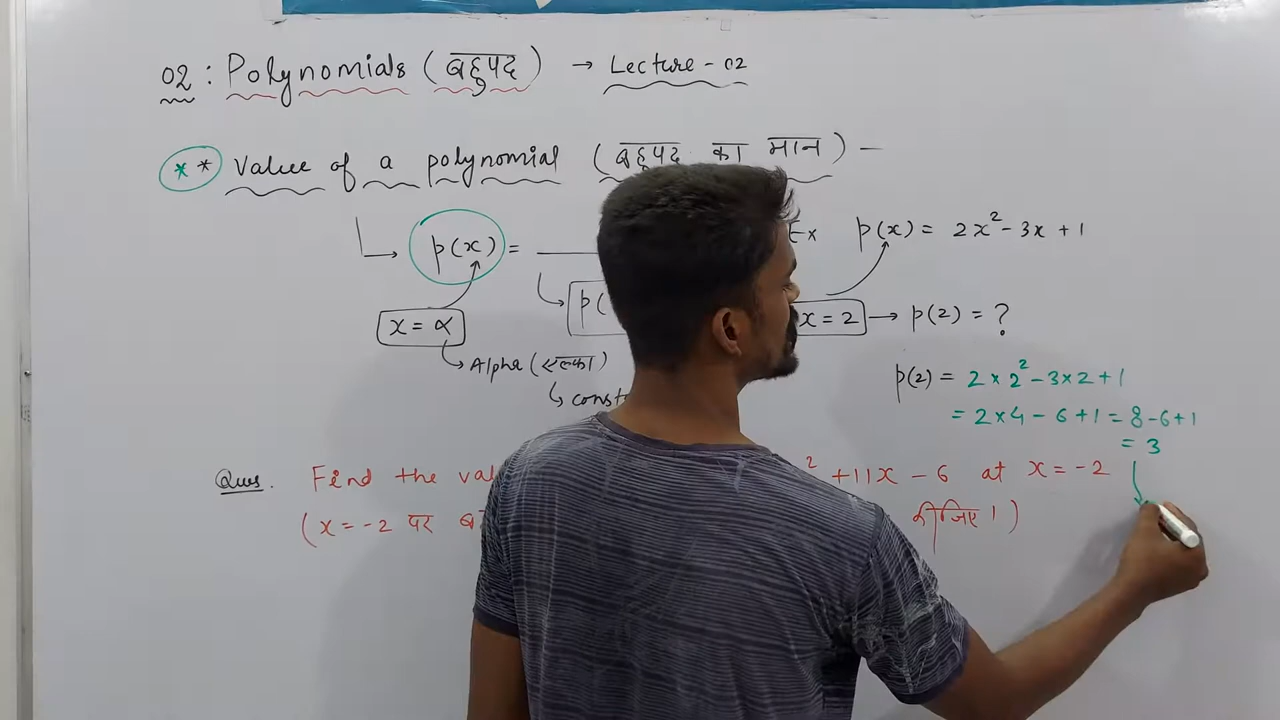 02 : Polynomials (बहुपद) → Lecture - 02
** Value of a polynomial (बहुपद का मान) —
p(x) =
Ex p(x) = 2x² - 3x + 1
x = α
p(
x = 2 → p(2) = ?
Alpha (
p(2) = 2 × 2² - 3 × 2 + 1
= 2 × 4 - 6 + 1 = 8 - 6 + 1
= 3
Ques. Find the ² + 11x - 6 at x = -2
(x = -2 पर कीजिए ।)